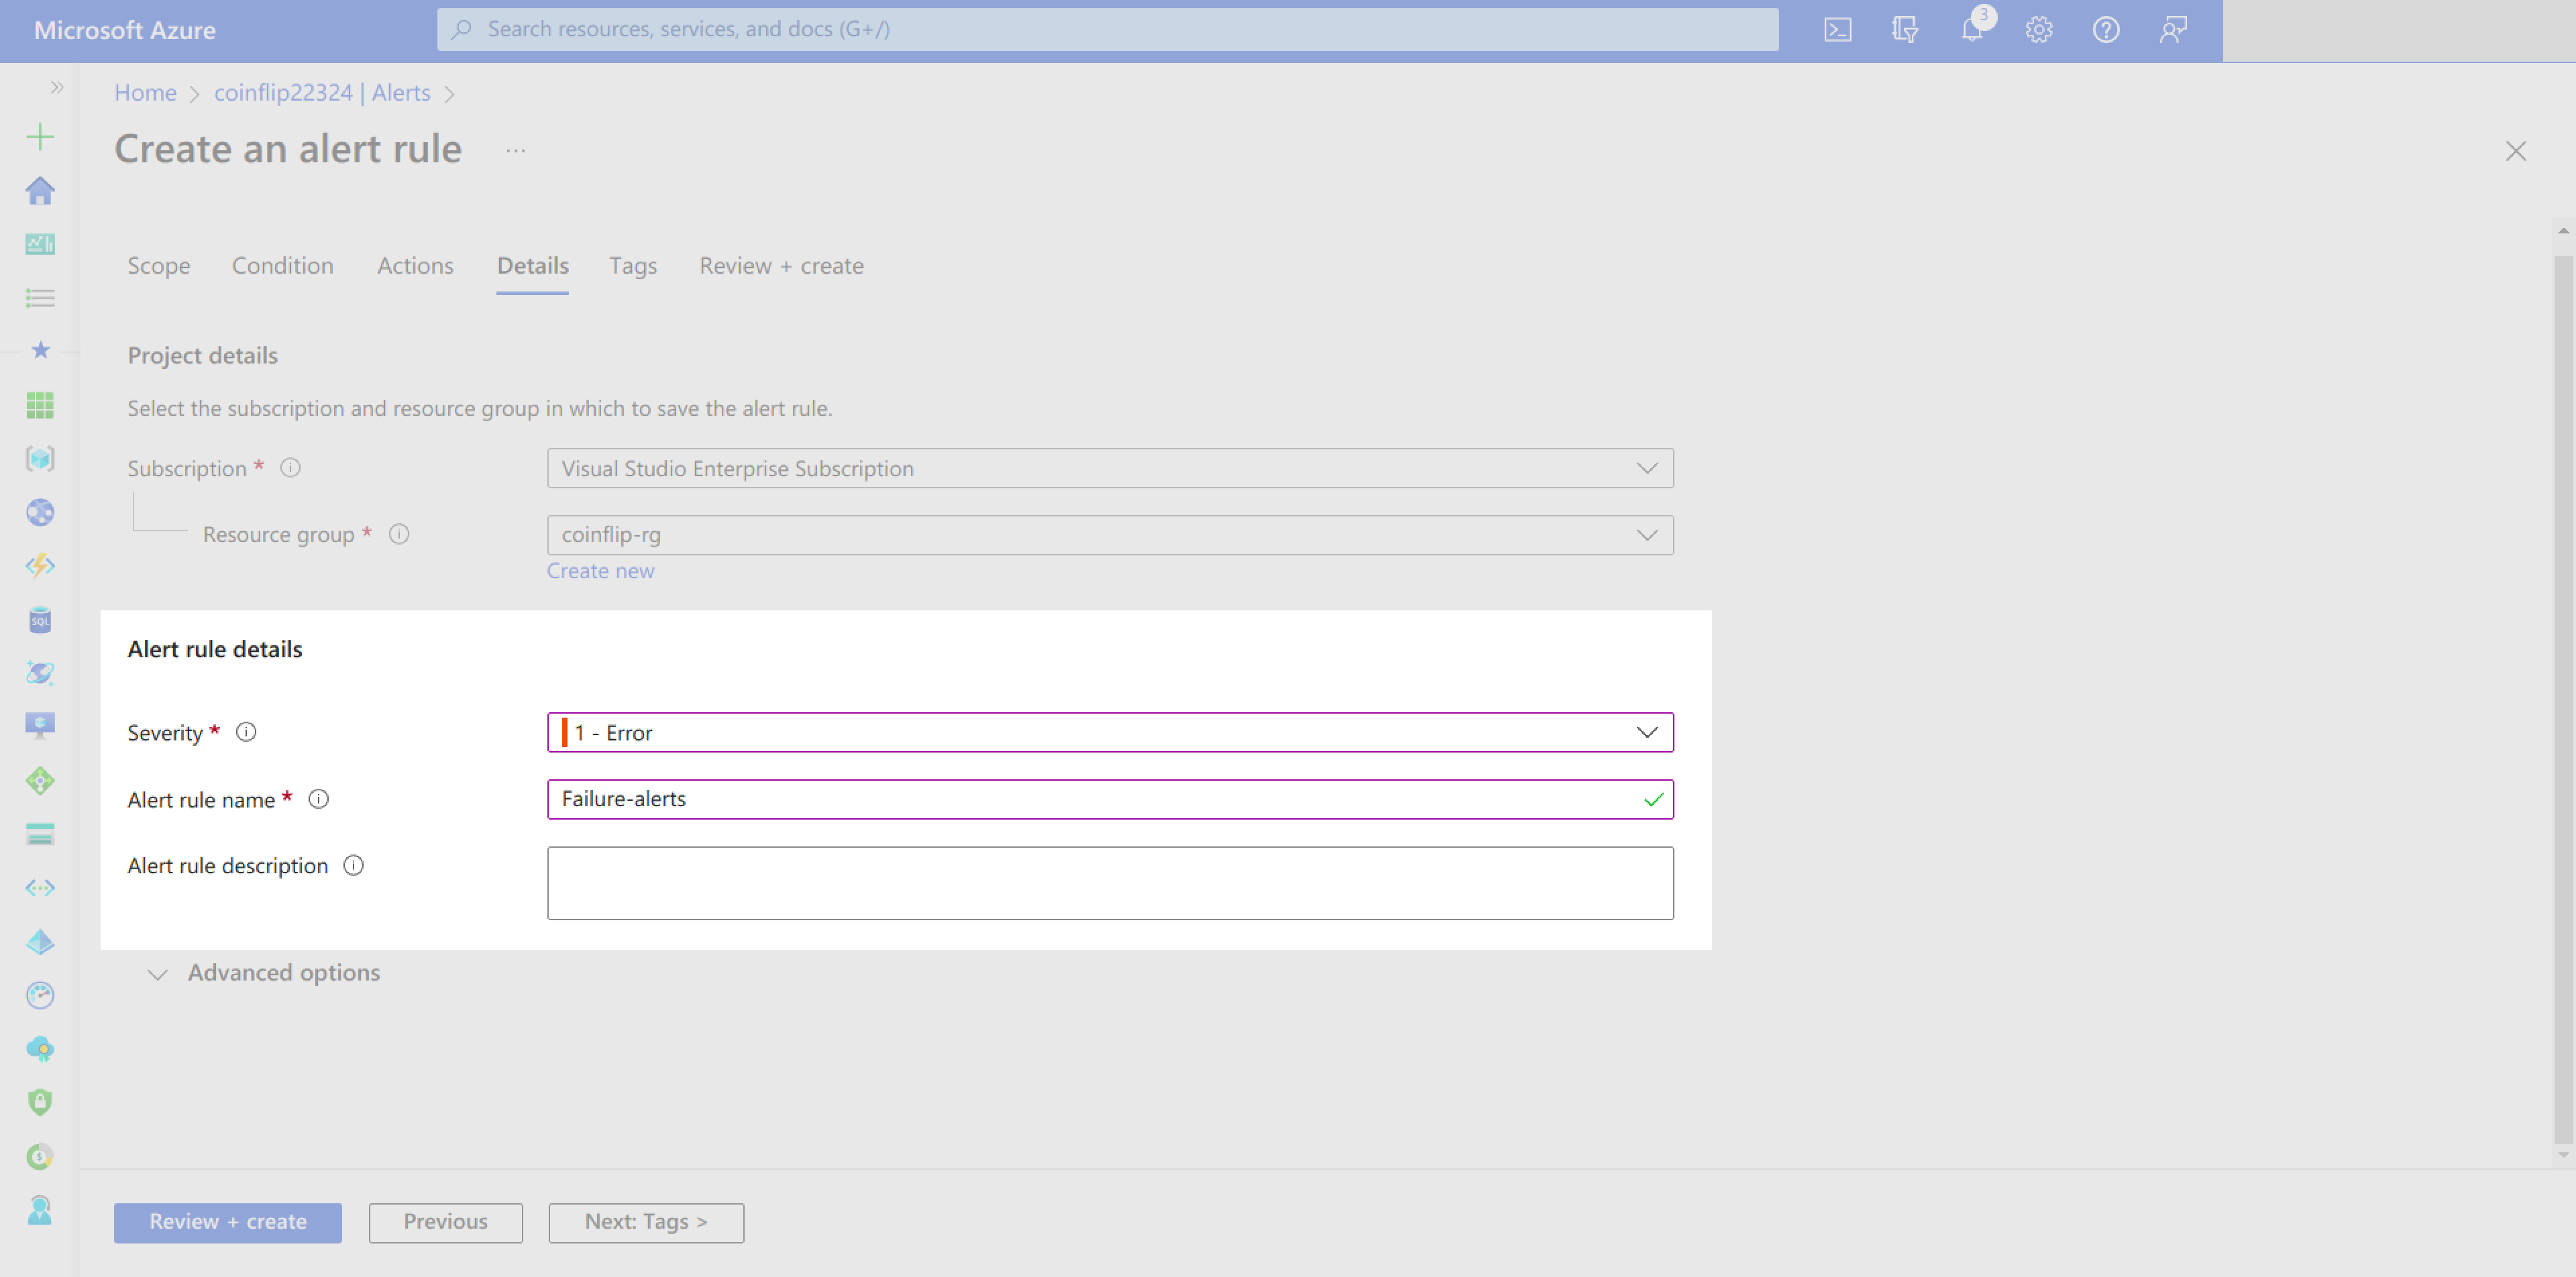 Microsoft Azure
Search resources, services, and docs (G+/)
3
Home > coinflip22324 | Alerts >
Create an alert rule ...
Scope Condition Actions Details Tags Review + create
Project details
Select the subscription and resource group in which to save the alert rule.
Subscription * Visual Studio Enterprise Subscription
Resource group * coinflip-rg
Create new
Alert rule details
Severity * 1 - Error
Alert rule name * Failure-alerts
Alert rule description
Advanced options
SQL
Review + create Previous Next: Tags >